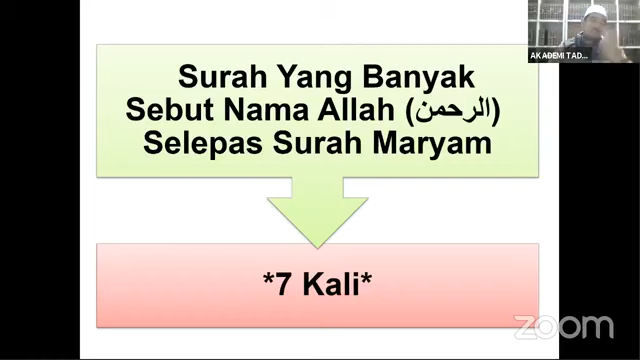 AKADEMI TAD...
Surah Yang Banyak
Sebut Nama Allah (الرحمن)
Selepas Surah Maryam
*7 Kali*
zoom